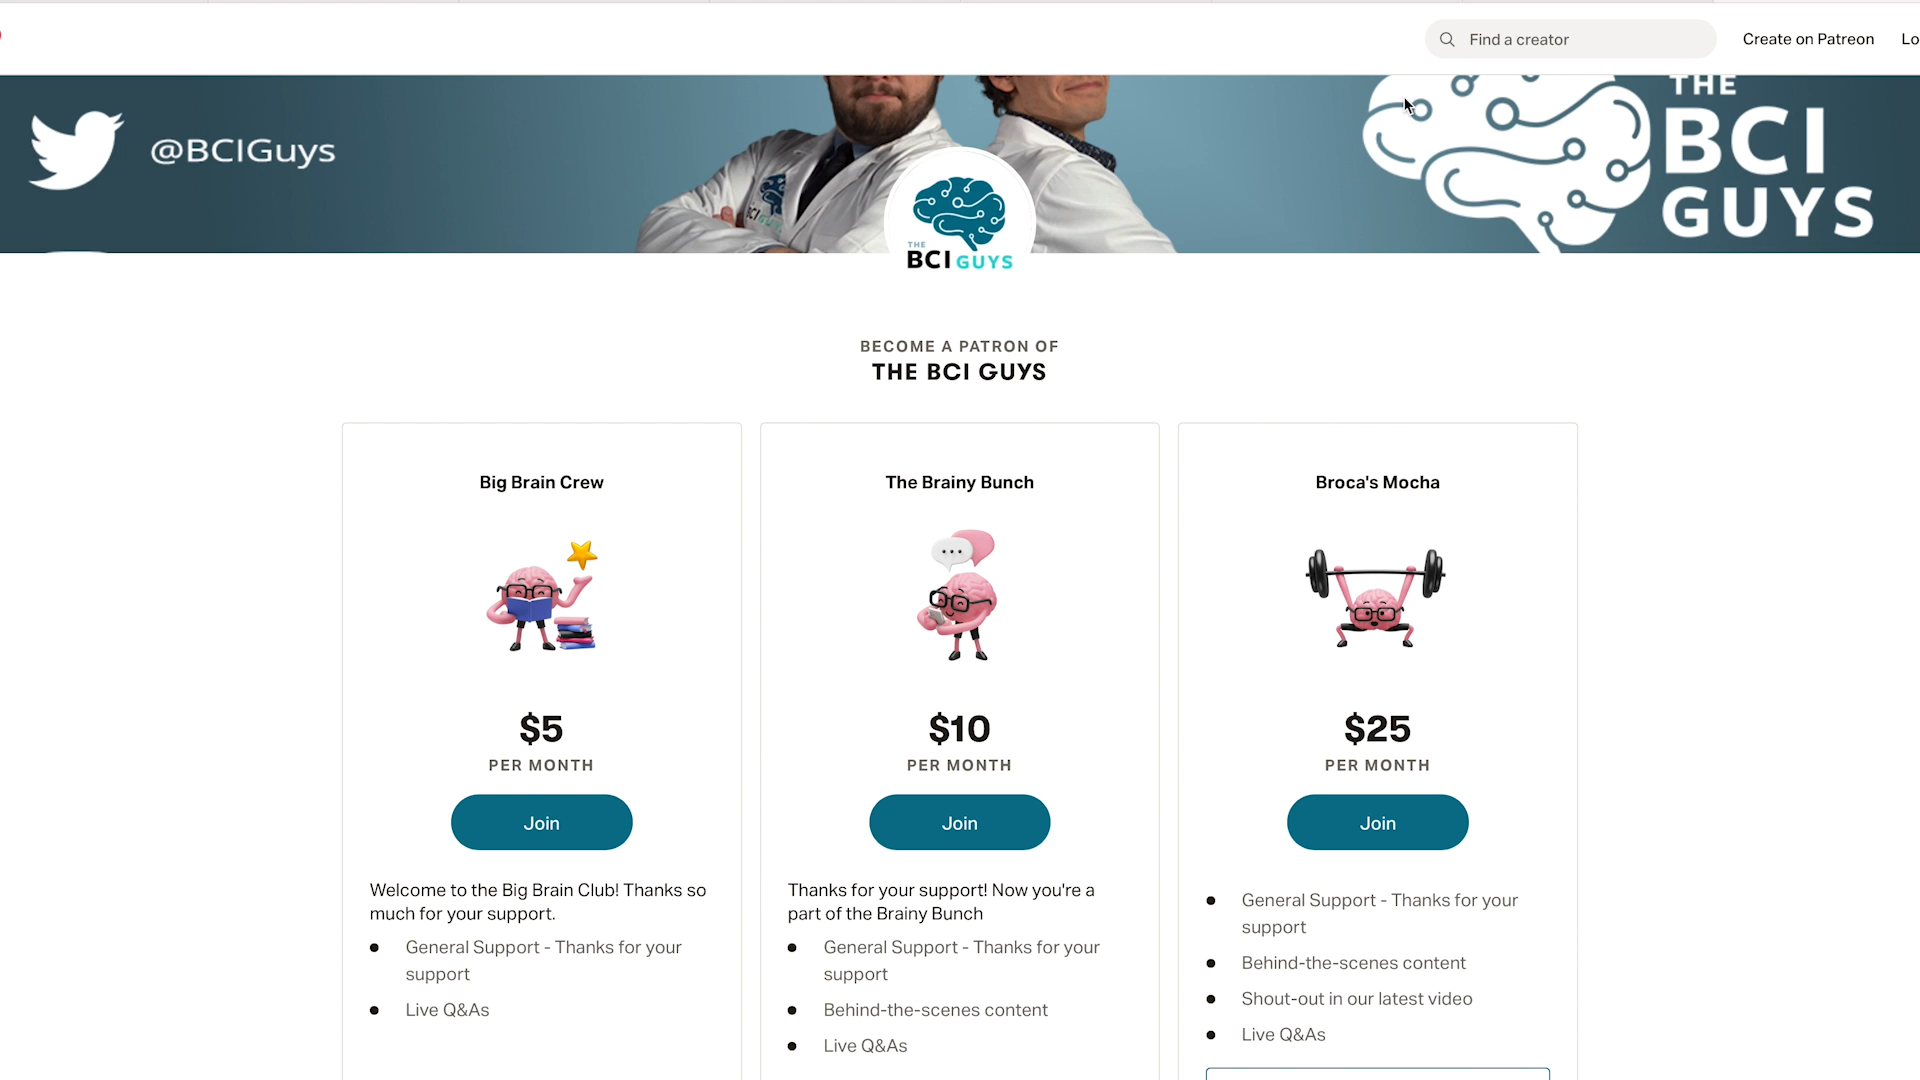 Find a creator
Create on Patreon
Lo
@BCIGuys
THE
BCI
GUYS
BCI
THE
BCI GUYS
BECOME A PATRON OF
THE BCI GUYS
Big Brain Crew
The Brainy Bunch
Broca's Mocha
$5
PER MONTH
Join
$10
PER MONTH
Join
$25
PER MONTH
Join
Welcome to the Big Brain Club! Thanks so
much for your support.
General Support - Thanks for your
support
Live Q&As
Thanks for your support! Now you're a
part of the Brainy Bunch
General Support - Thanks for your
support
Behind-the-scenes content
Live Q&As
General Support - Thanks for your
support
Behind-the-scenes content
Shout-out in our latest video
Live Q&As